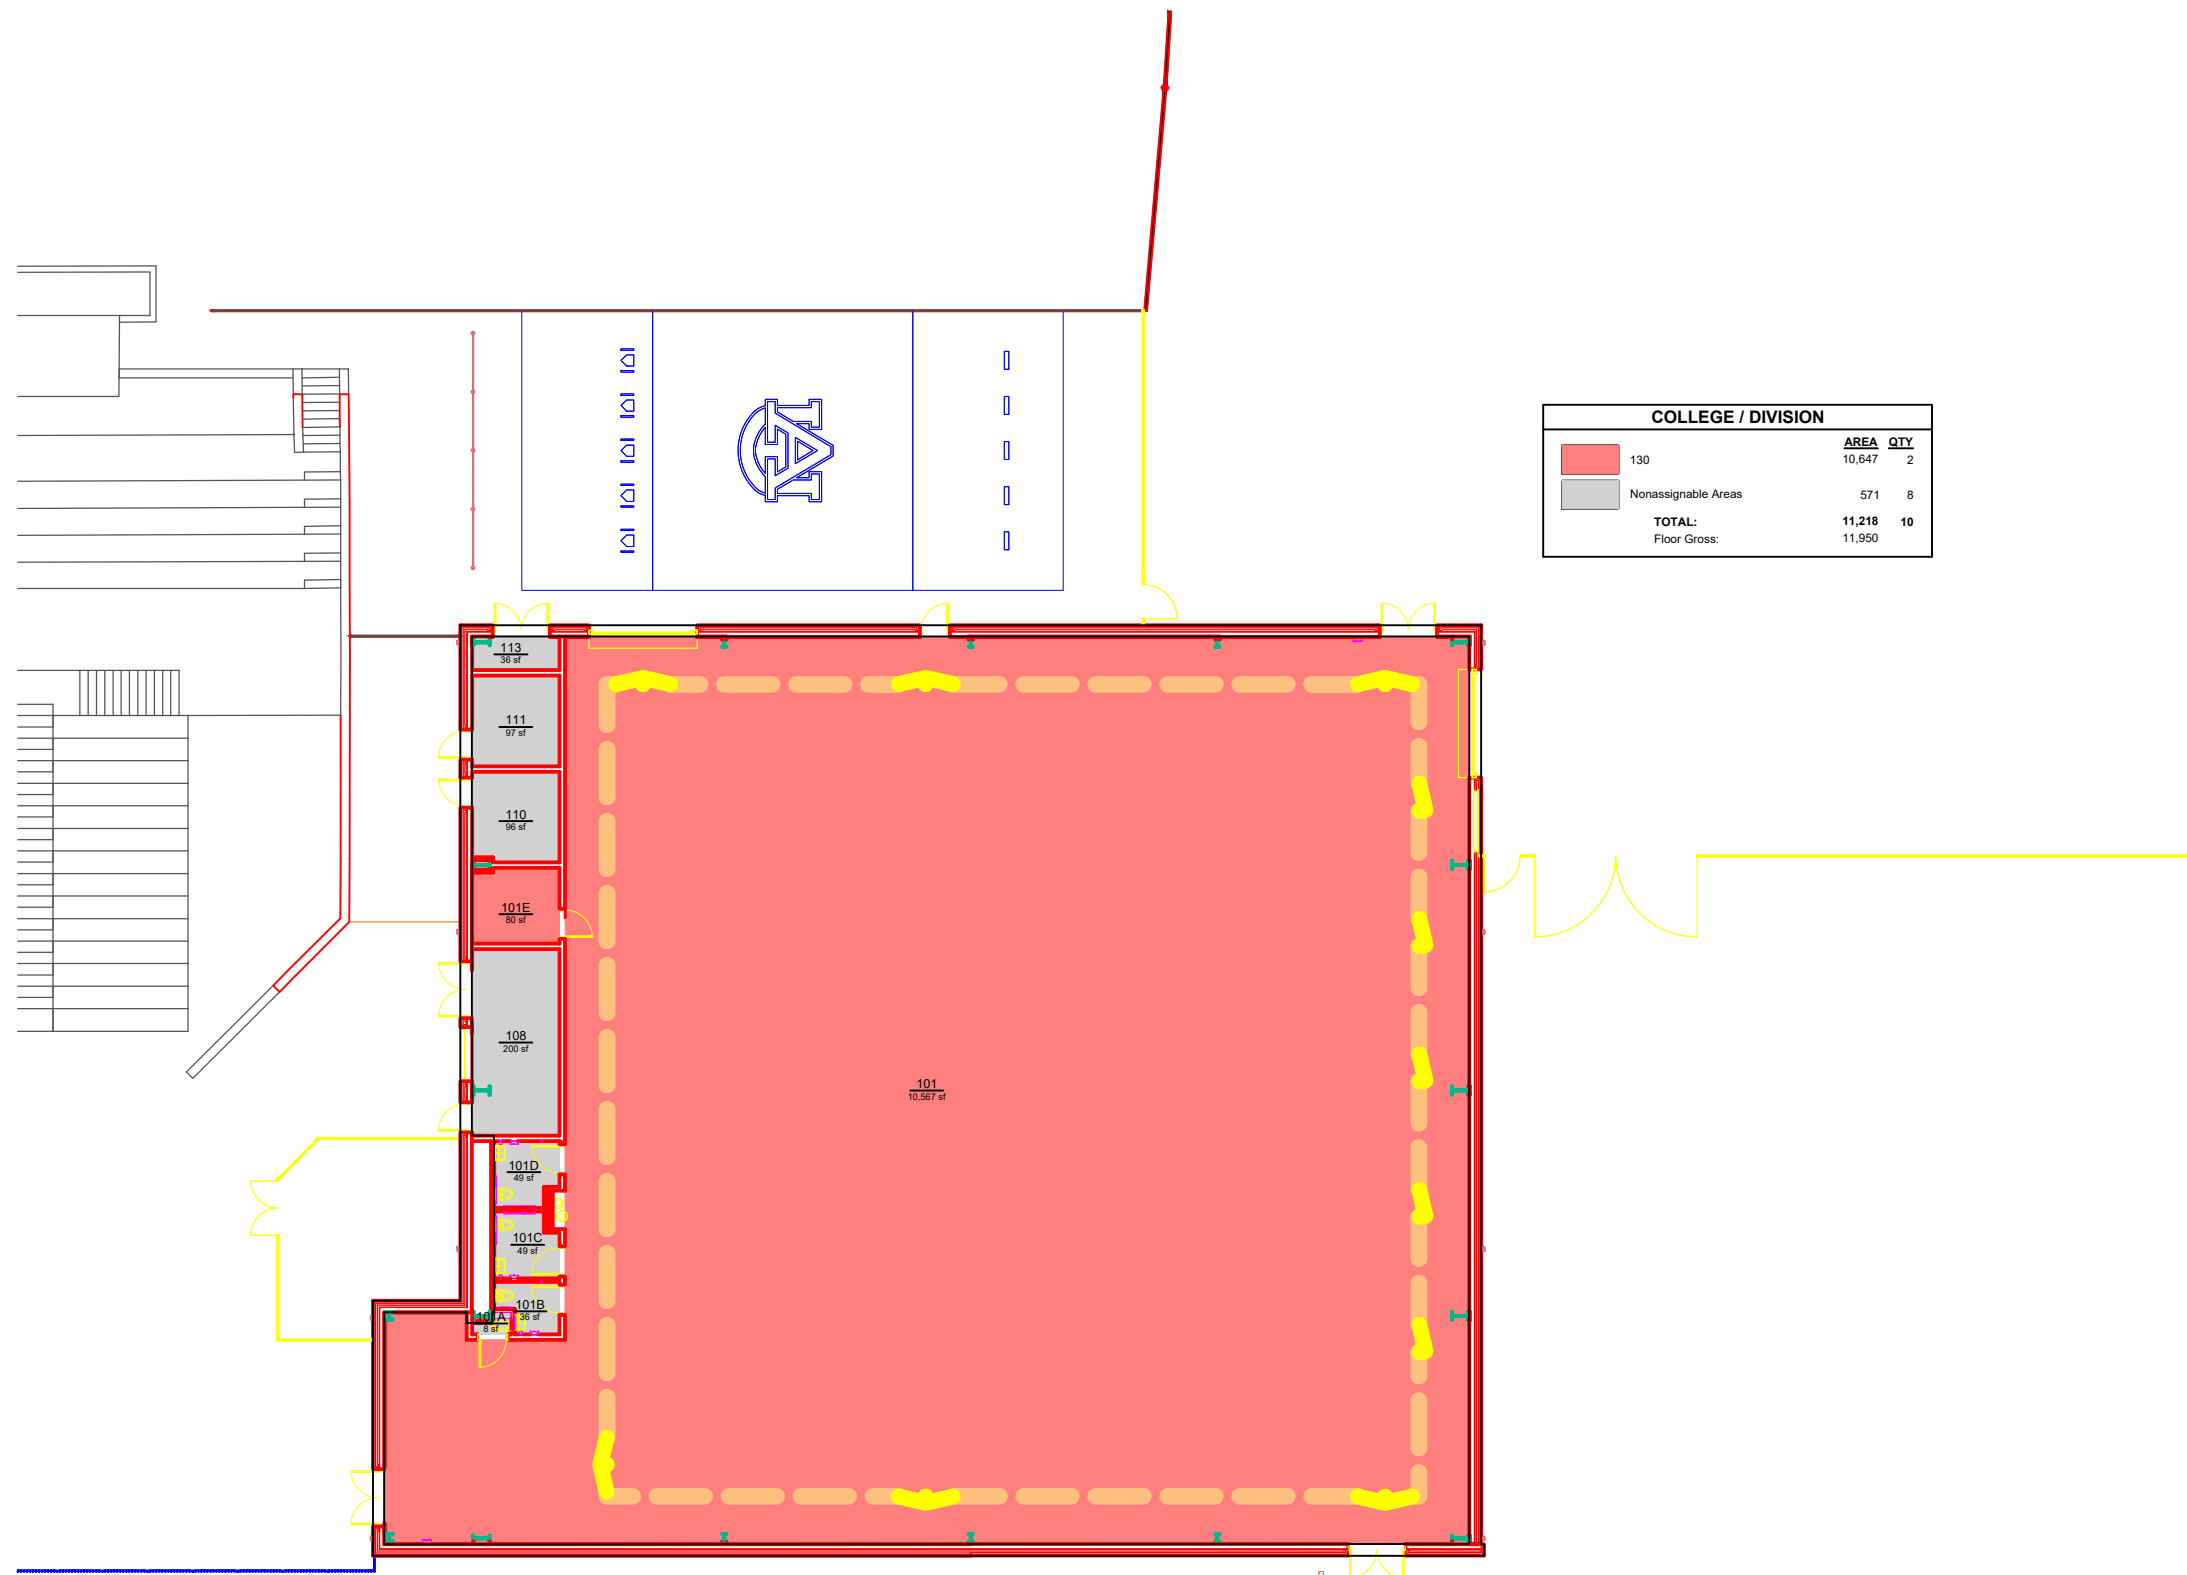 COLLEGE / DIVISION
AREA QTY
130 10,647 2
Nonassignable Areas 571 8
TOTAL: 11,218 10
Floor Gross: 11,950
113
36 sf
111
97 sf
110
96 sf
101E
80 sf
108
200 sf
101
10,567 sf
101D
49 sf
101C
49 sf
101B
36 sf
101A
8 sf